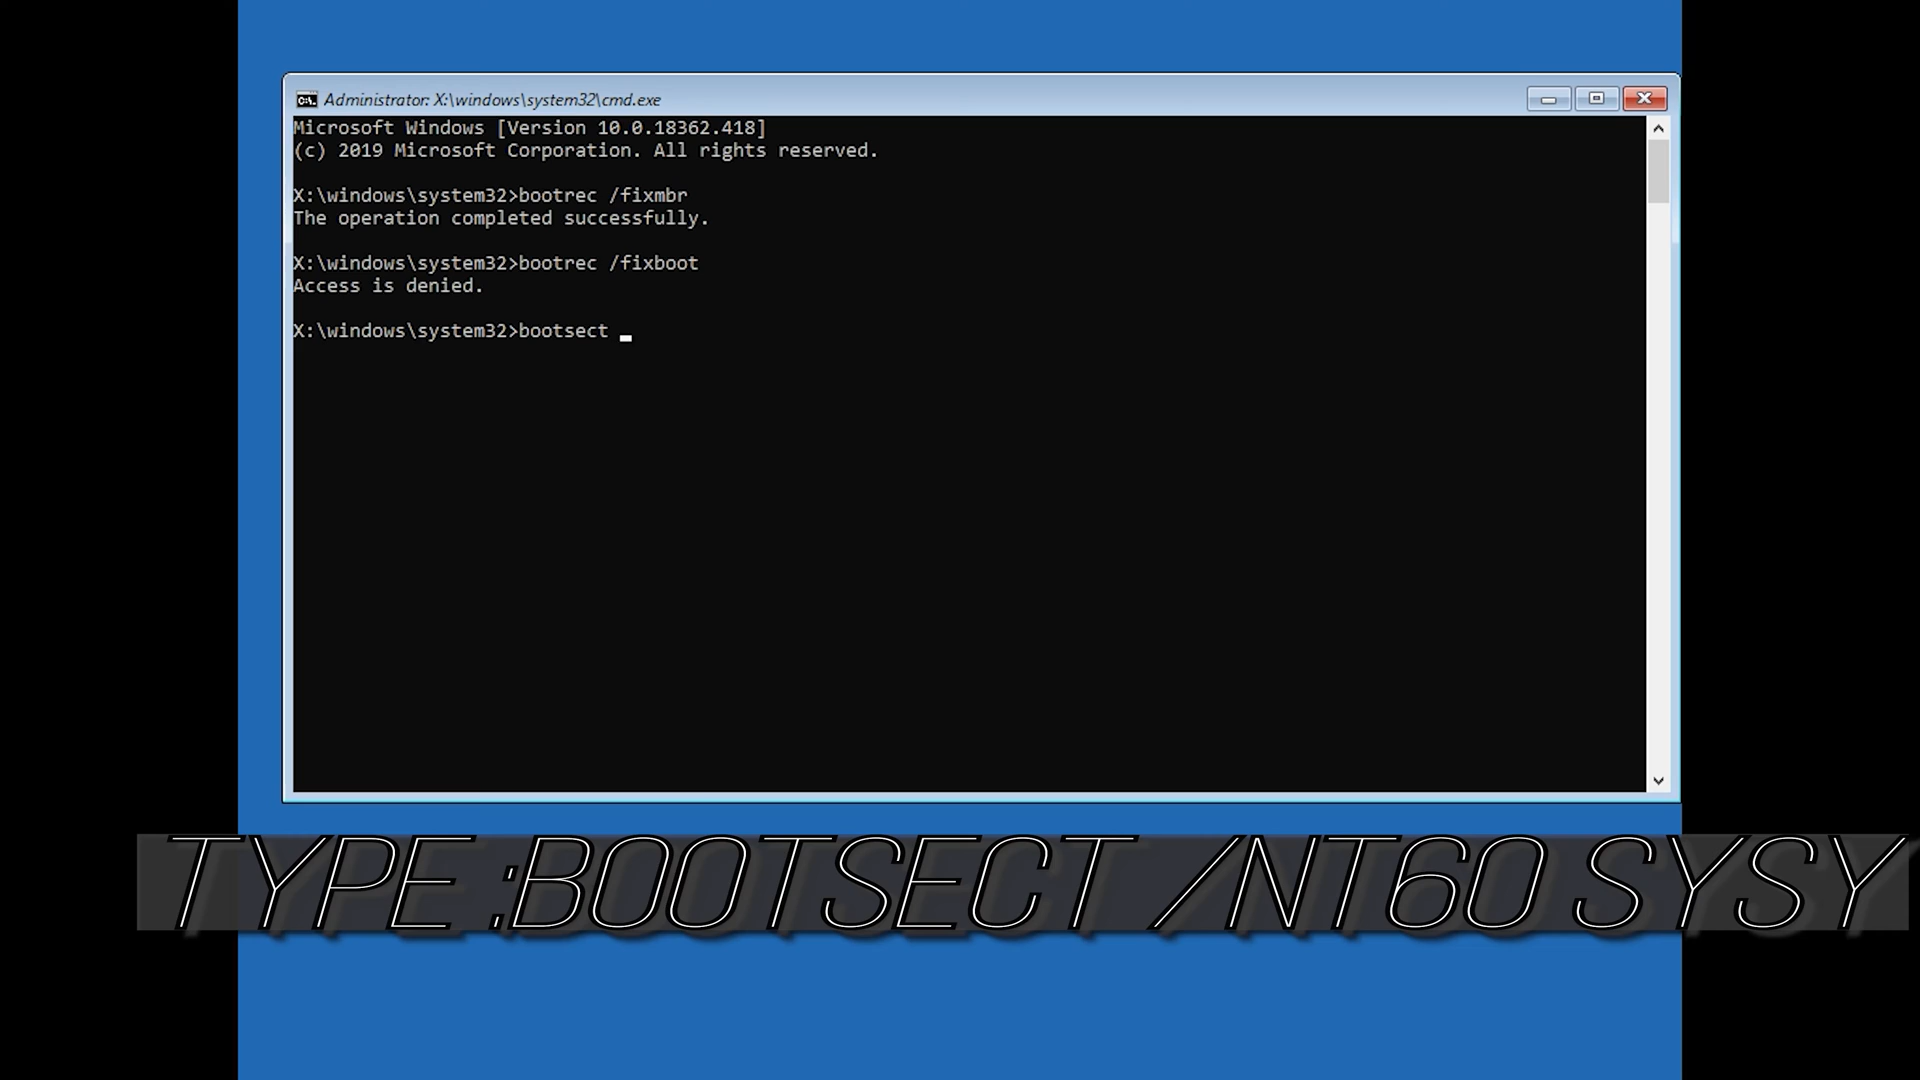 Administrator: X:\windows\system32\cmd.exe
Microsoft Windows [Version 10.0.18362.418]
(c) 2019 Microsoft Corporation. All rights reserved.
X:\windows\system32>bootrec /fixmbr
The operation completed successfully.
X:\windows\system32>bootrec /fixboot
Access is denied.
X:\windows\system32>bootsect
TYPE :BOOTSECT /NT60 SYSY